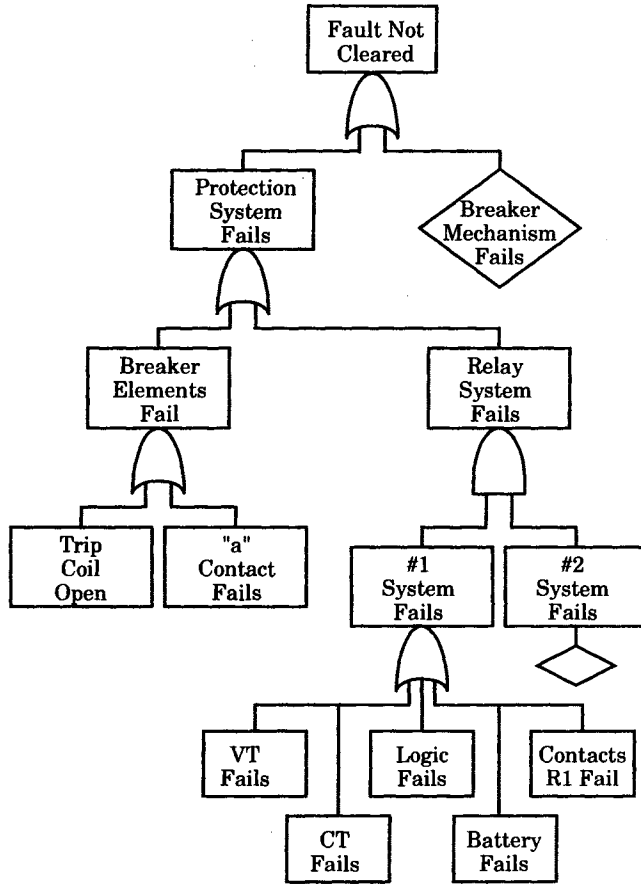 Fault Not
Cleared
Protection
System
Fails
Breaker
Mechanism
Fails
Breaker
Elements
Fail
Relay
System
Fails
Trip
Coil
Open
"a"
Contact
Fails
#1
System
Fails
#2
System
Fails
VT
Fails
Logic
Fails
Contacts
R1 Fail
CT
Fails
Battery
Fails